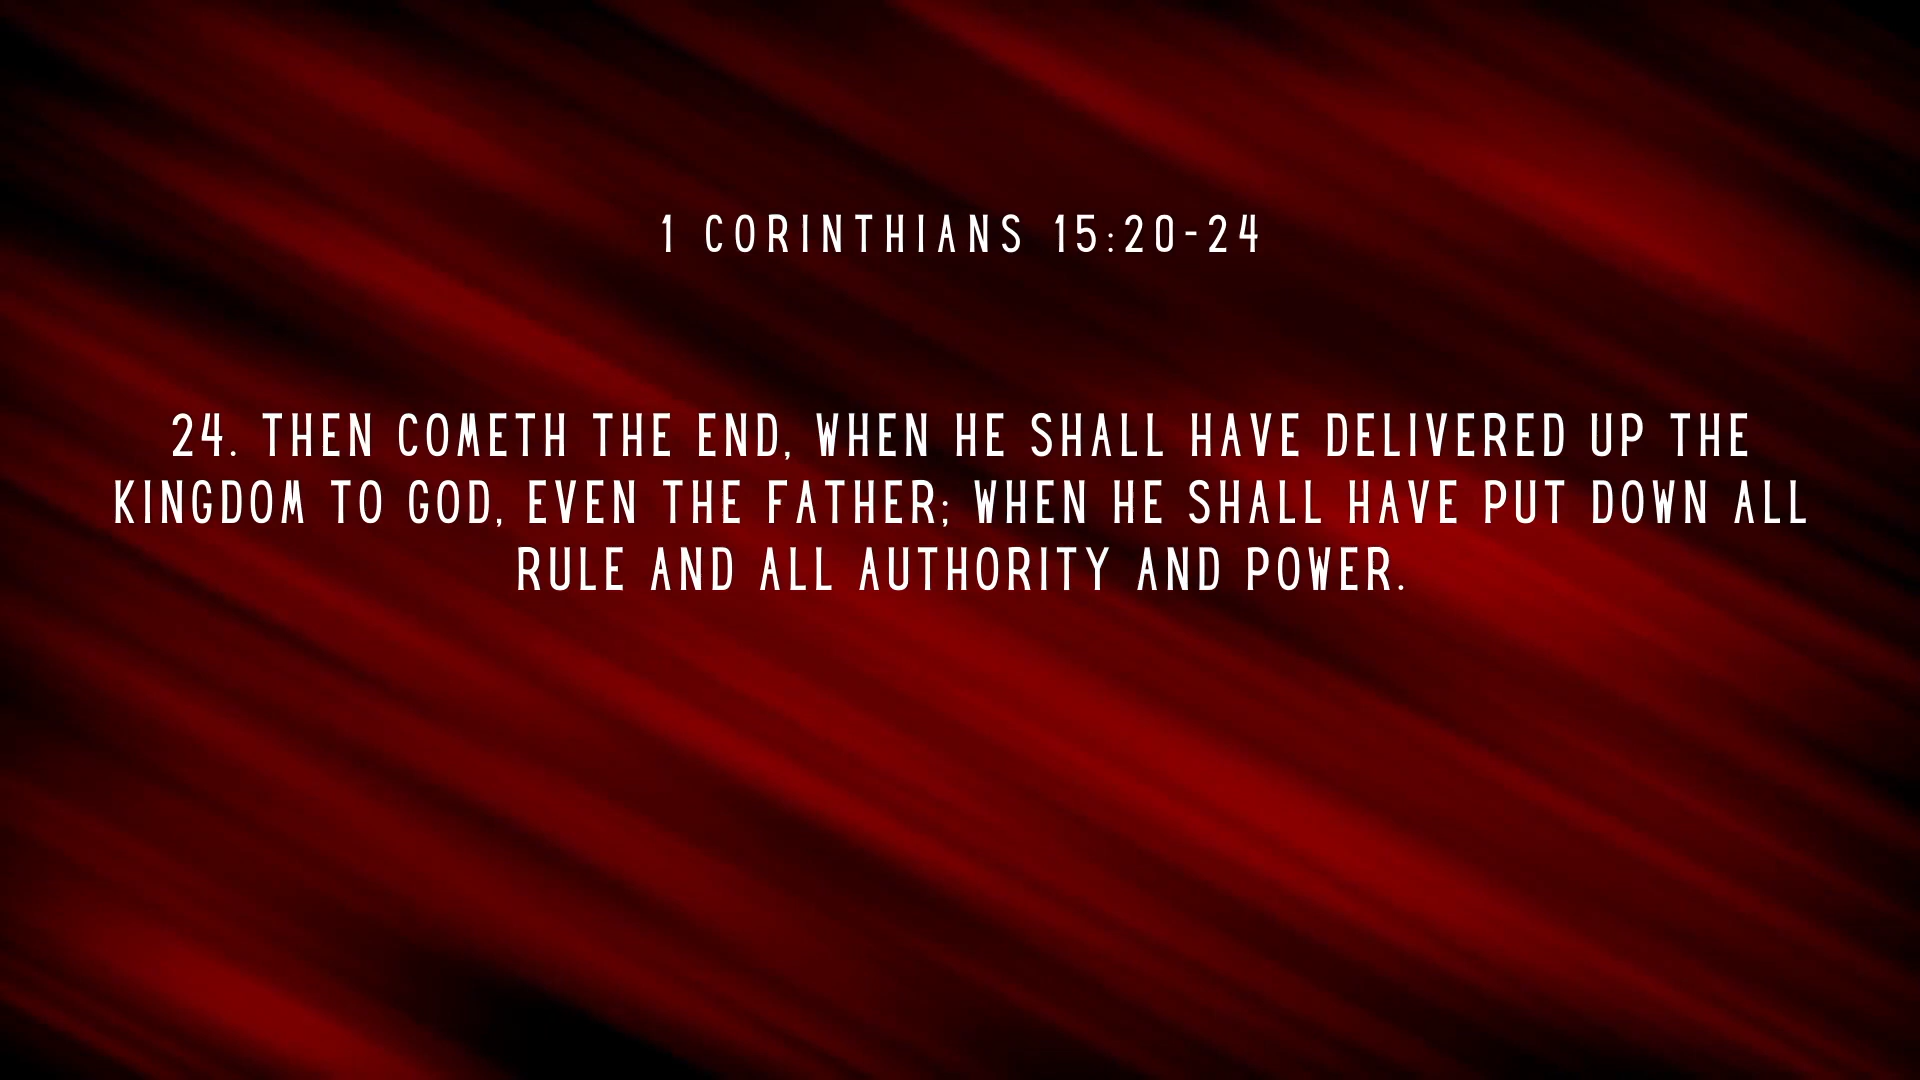 1 CORINTHIANS 15:20-24
24. THEN COMETH THE END, WHEN HE SHALL HAVE DELIVERED UP THE
KINGDOM TO GOD, EVEN THE FATHER; WHEN HE SHALL HAVE PUT DOWN ALL
RULE AND ALL AUTHORITY AND POWER.